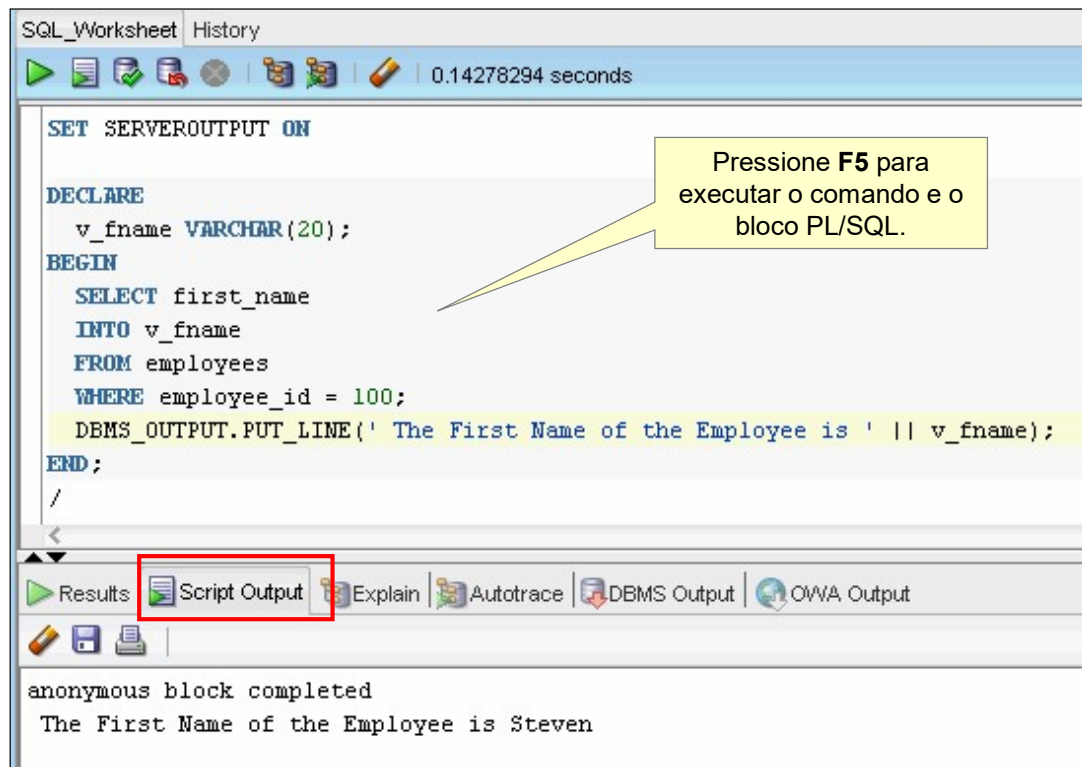 SQL_Worksheet History
0.14278294 seconds
SET SERVEROUTPUT ON
Pressione F5 para
executar o comando e o
bloco PL/SQL.
DECLARE
v_fname VARCHAR(20);
BEGIN
SELECT first_name
INTO v_fname
FROM employees
WHERE employee_id = 100;
DBMS_OUTPUT.PUT_LINE(' The First Name of the Employee is ' || v_fname);
END;
/
Results Script Output Explain Autotrace DBMS Output OWA Output
anonymous block completed
The First Name of the Employee is Steven